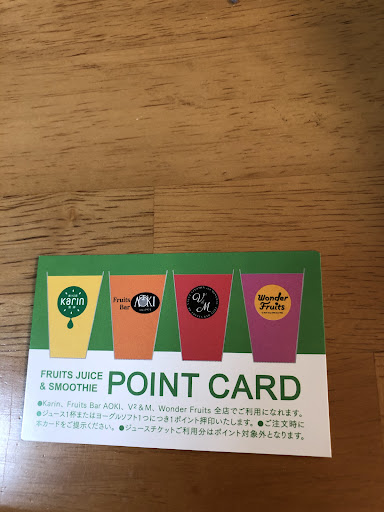 Karin
Fruits Bar AOKI
V²M
Wonder Fruits
FRUITS JUICE
& SMOOTHIE
POINT CARD
●Karin、Fruits Bar AOKI、V²&M、Wonder Fruits 全店でご利用になれます。
●ジュース1杯またはヨーグルソフト1つにつき1ポイント押印いたします。●ご注文時に
本カードをご提示ください。●ジュースチケットご利用分はポイント対象外となります。